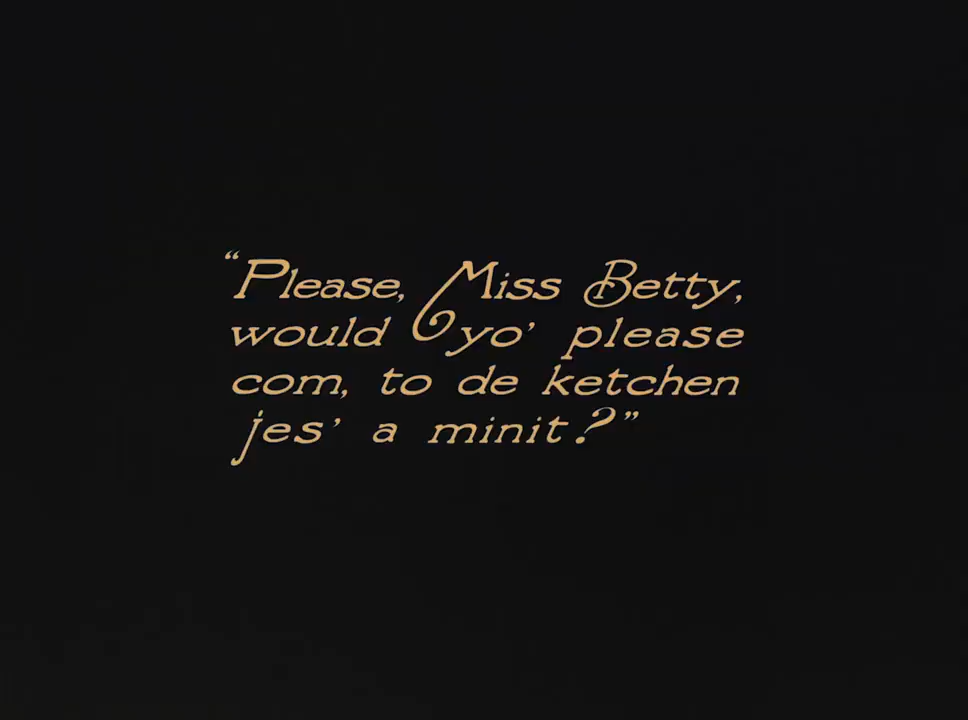 “Please, Miss Betty,
would yo’ please
com, to de ketchen
jes’ a minit?”